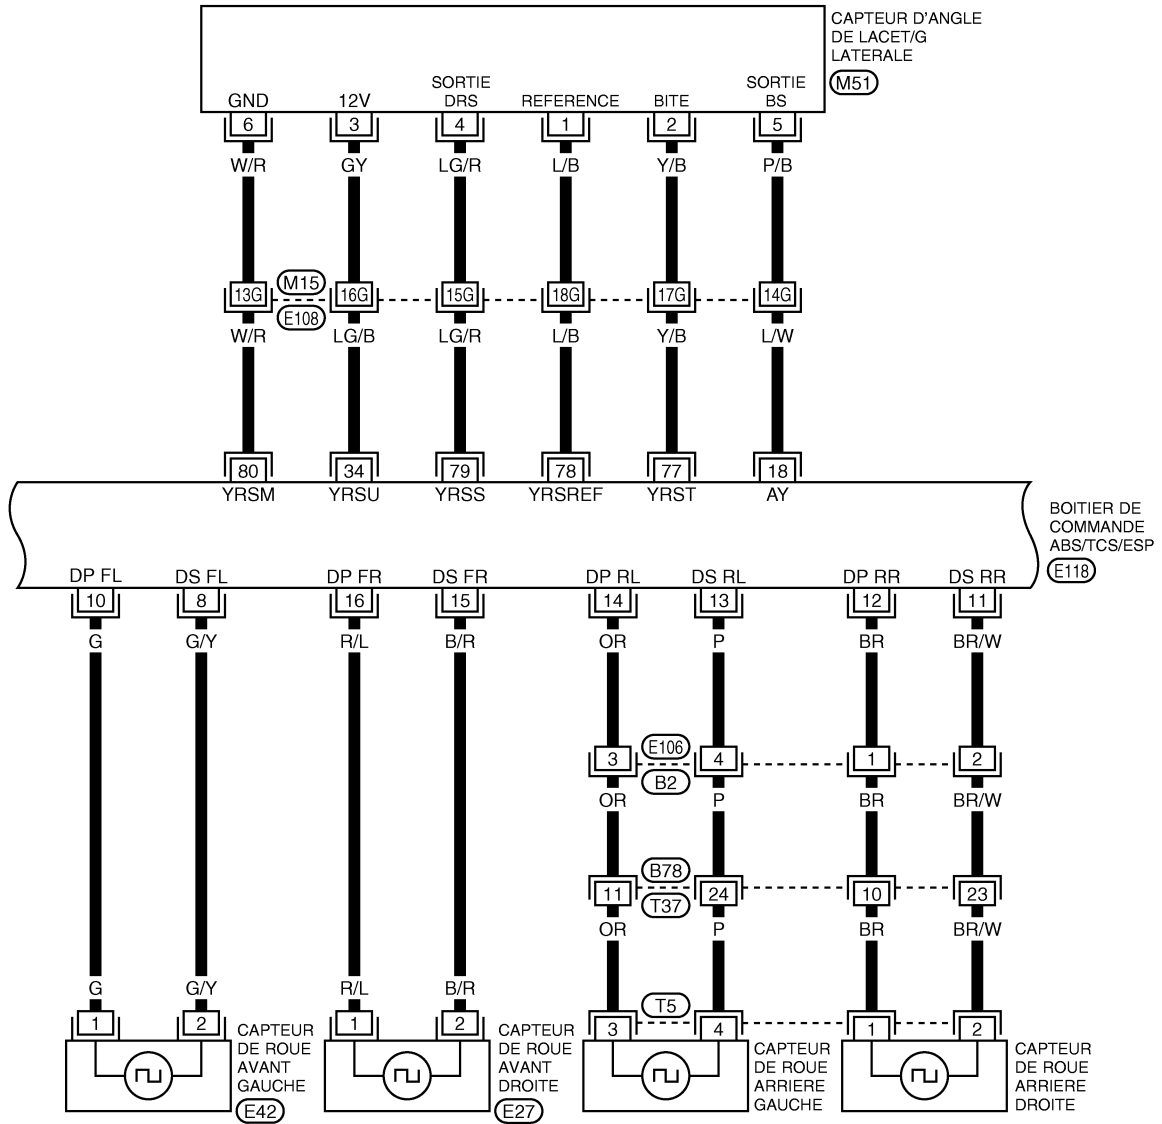 CAPTEUR D'ANGLE
DE LACET/G
LATERALE
M51
SORTIE SORTIE
GND 12V DRS REFERENCE BITE BS
6 3 4 1 2 5
W/R GY LG/R L/B Y/B P/B
M15
13G 16G 15G 18G 17G 14G
E108
W/R LG/B LG/R L/B Y/B L/W
80 34 79 78 77 18
YRSM YRSU YRSS YRSREF YRST AY
BOITIER DE
COMMANDE
ABS/TCS/ESP
E118
DP FL DS FL DP FR DS FR DP RL DS RL DP RR DS RR
10 8 16 15 14 13 12 11
G G/Y R/L B/R OR P BR BR/W
E106
3 4 1 2
B2
OR P BR BR/W
B78
11 24 10 23
T37
OR P BR BR/W
G G/Y R/L B/R
T5
1 2 1 2 3 4 1 2
CAPTEUR
DE ROUE
AVANT
GAUCHE
E42
CAPTEUR
DE ROUE
AVANT
DROITE
E27
CAPTEUR
DE ROUE
ARRIERE
GAUCHE
CAPTEUR
DE ROUE
ARRIERE
DROITE